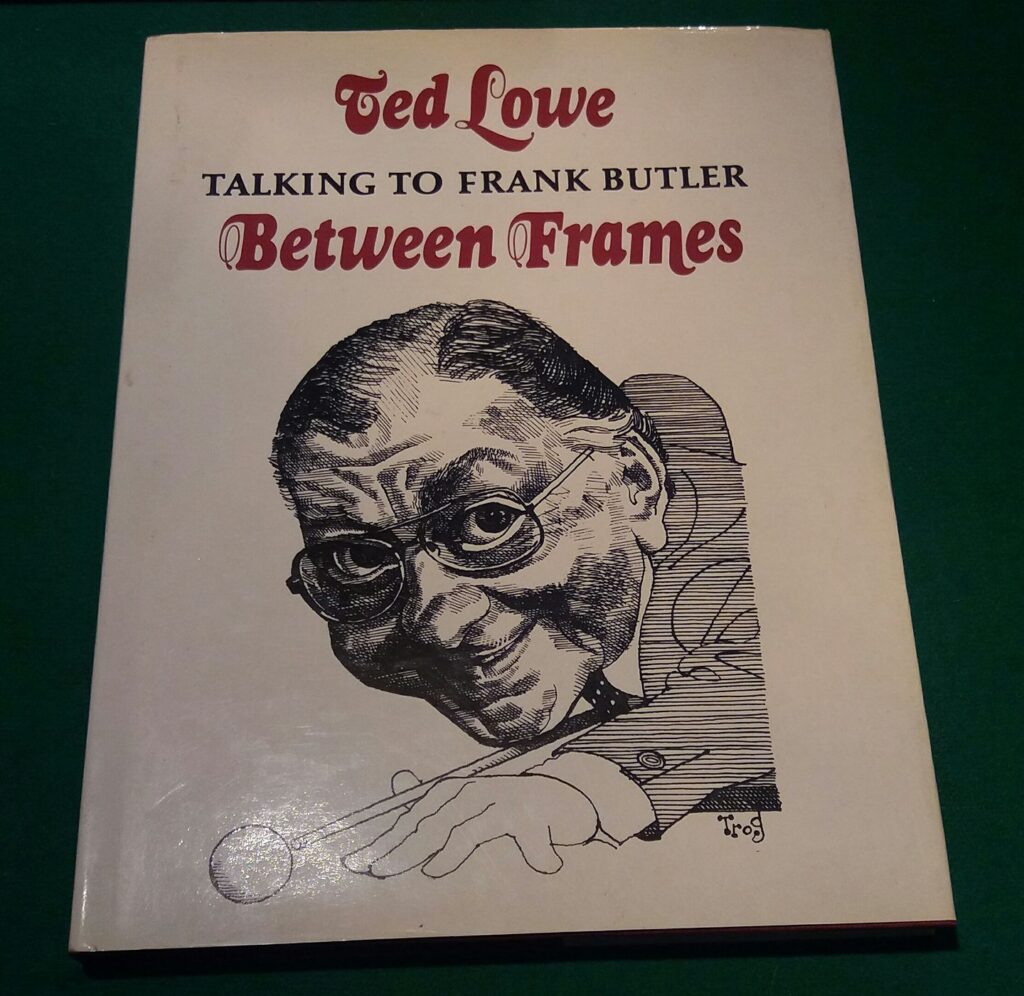 Ted Lowe
TALKING TO FRANK BUTLER
Between Frames
Trog